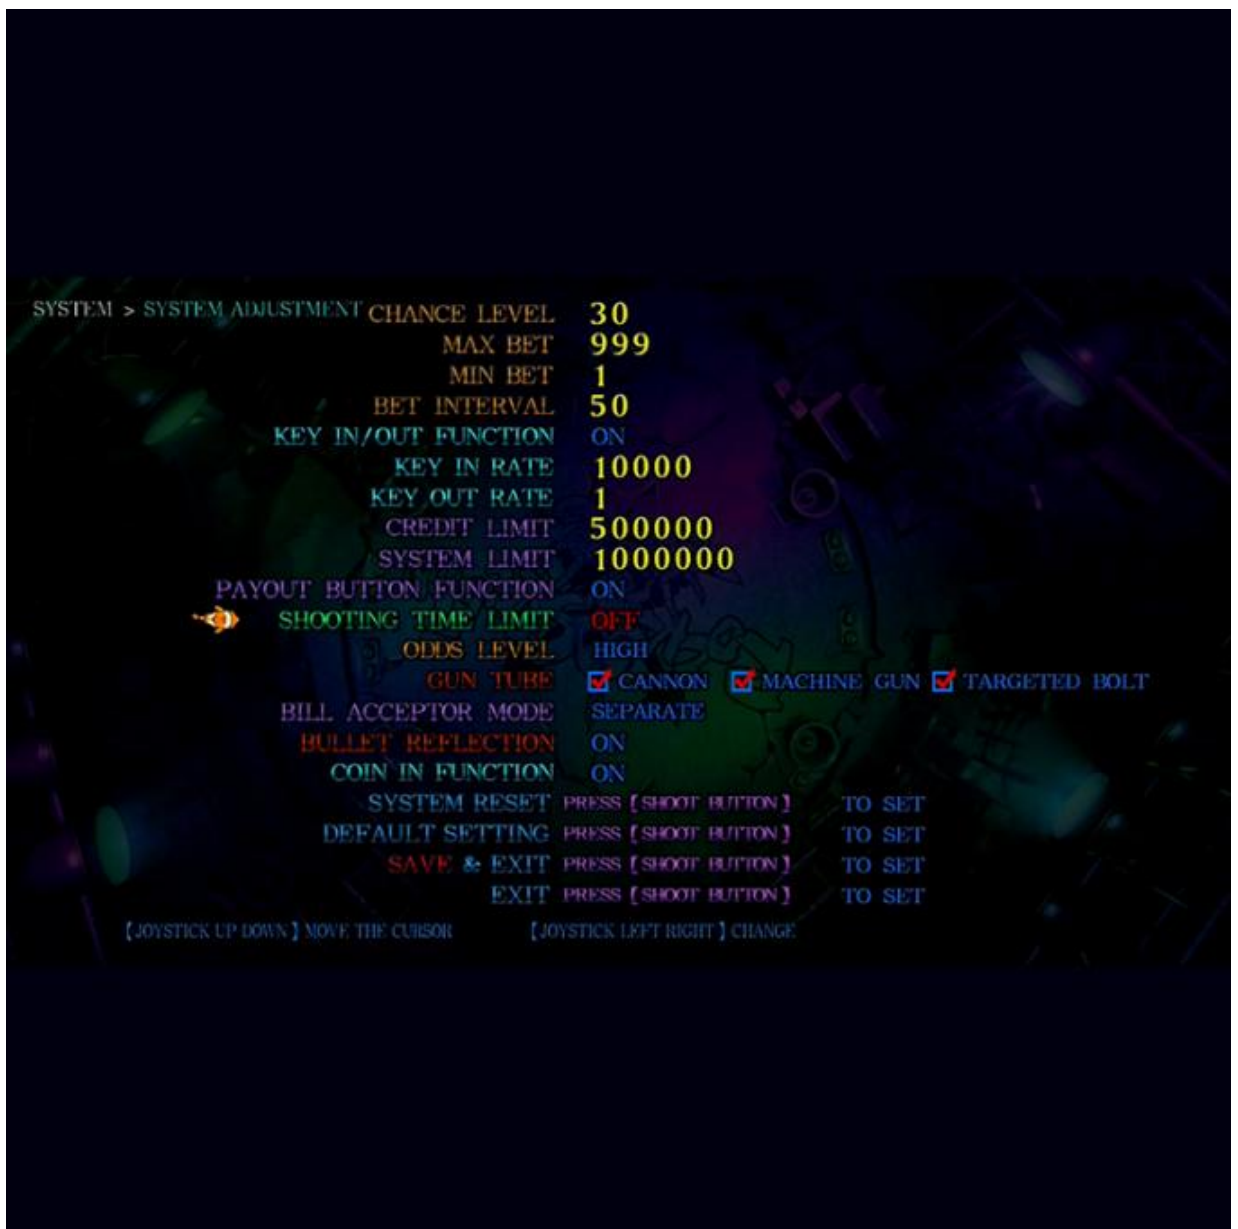 SYSTEM > SYSTEM ADJUSTMENT
CHANCE LEVEL 30
MAX BET 999
MIN BET 1
BET INTERVAL 50
KEY IN/OUT FUNCTION ON
KEY IN RATE 10000
KEY OUT RATE 1
CREDIT LIMIT 500000
SYSTEM LIMIT 1000000
PAYOUT BUTTON FUNCTION ON
SHOOTING TIME LIMIT OFF
ODDS LEVEL HIGH
GUN TUBE CANNON MACHINE GUN TARGETED BOLT
BILL ACCEPTOR MODE SEPARATE
BULLET REFLECTION ON
COIN IN FUNCTION ON
SYSTEM RESET PRESS【SHOOT BUTTON】 TO SET
DEFAULT SETTING PRESS【SHOOT BUTTON】 TO SET
SAVE & EXIT PRESS【SHOOT BUTTON】 TO SET
EXIT PRESS【SHOOT BUTTON】 TO SET
【JOYSTICK UP DOWN】MOVE THE CURSOR 【JOYSTICK LEFT RIGHT】CHANGE